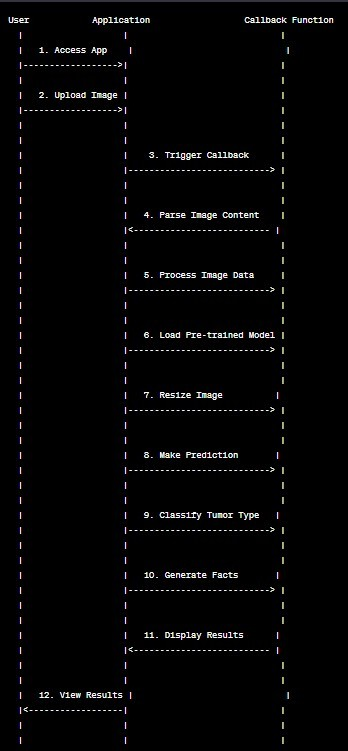 User Application Callback Function
1. Access App
2. Upload Image
3. Trigger Callback
4. Parse Image Content
5. Process Image Data
6. Load Pre-trained Model
7. Resize Image
8. Make Prediction
9. Classify Tumor Type
10. Generate Facts
11. Display Results
12. View Results